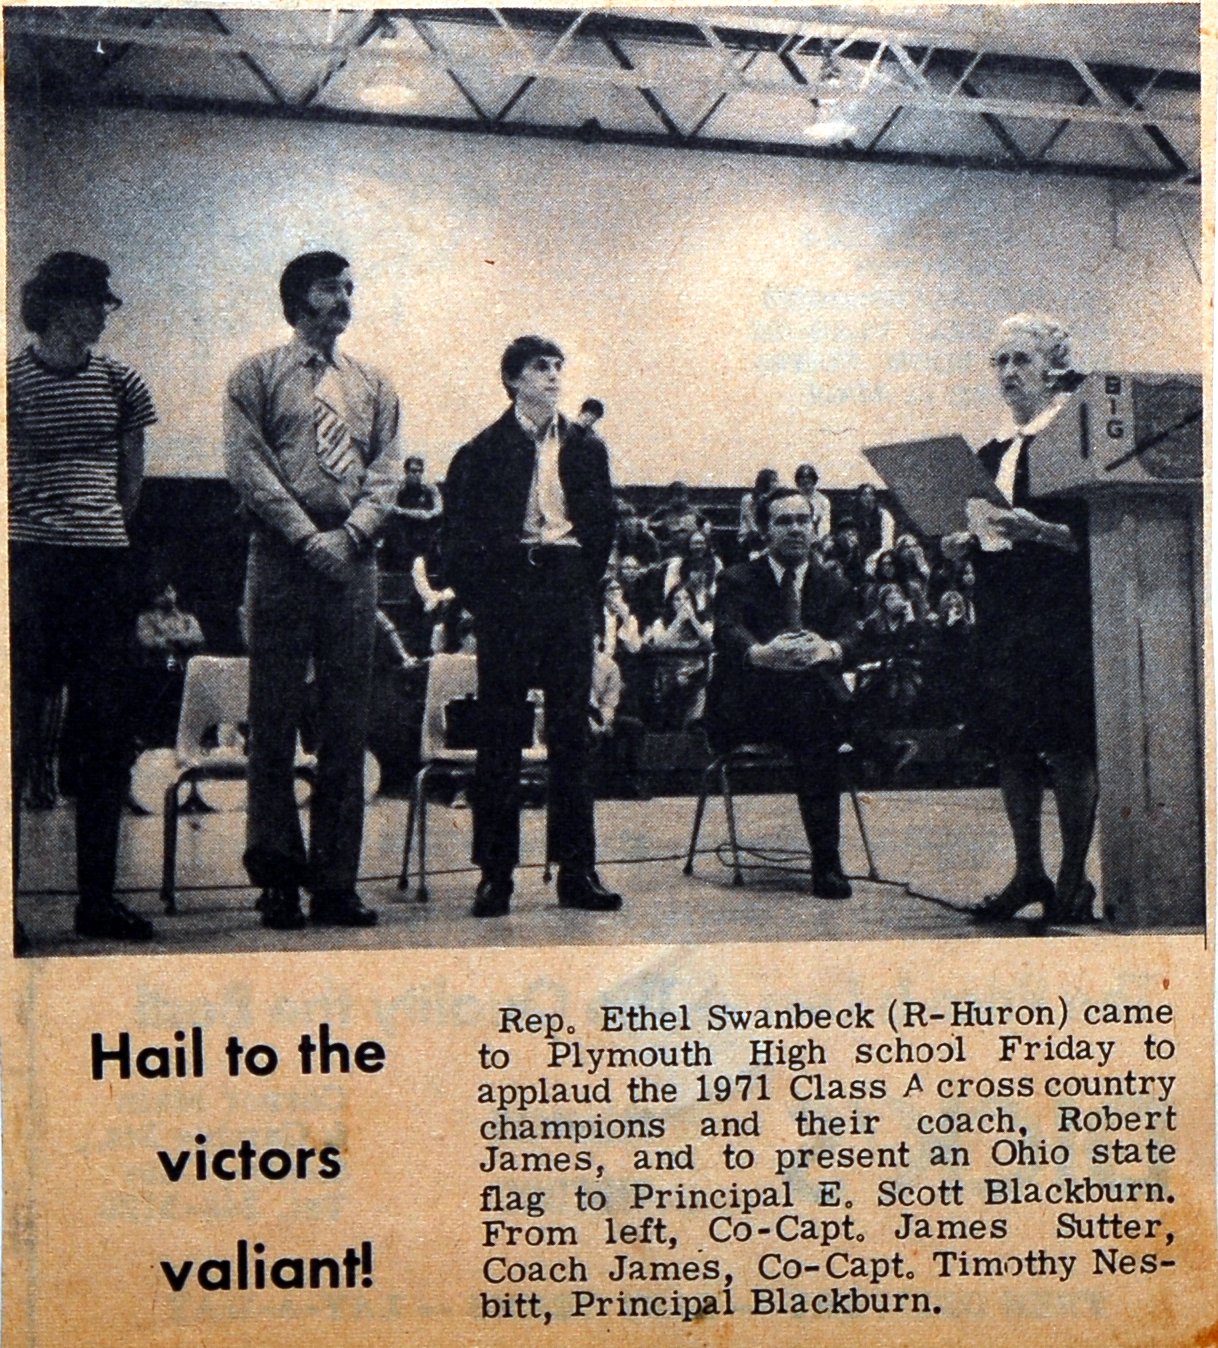 BIG
Hail to the
victors
valiant!
Rep. Ethel Swanbeck (R-Huron) came
to Plymouth High school Friday to
applaud the 1971 Class A cross country
champions and their coach, Robert
James, and to present an Ohio state
flag to Principal E. Scott Blackburn.
From left, Co-Capt. James Sutter,
Coach James, Co-Capt. Timothy Nes-
bitt, Principal Blackburn.